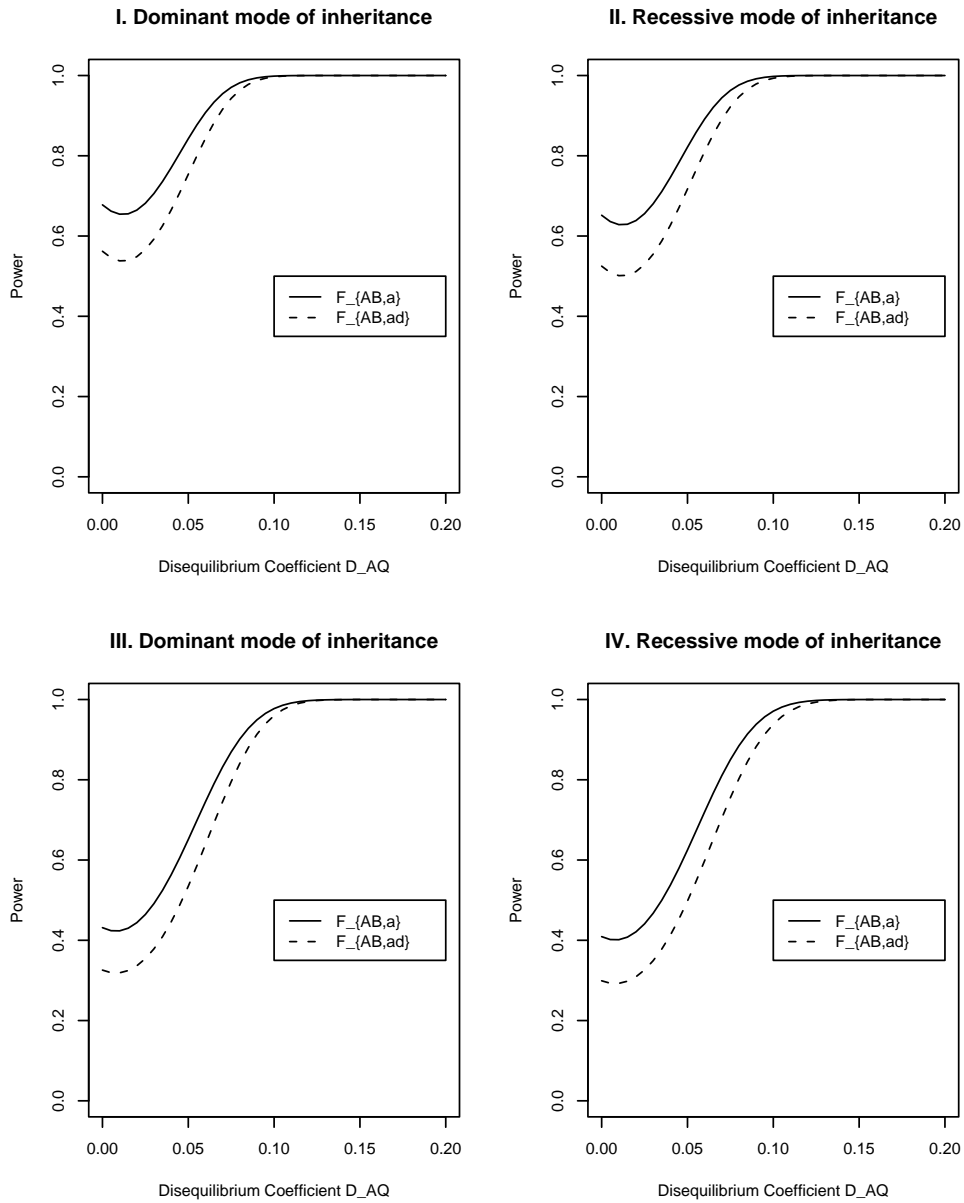 I. Dominant mode of inheritance
Power
0.0 0.2 0.4 0.6 0.8 1.0
F_{AB,a}
F_{AB,ad}
0.00 0.05 0.10 0.15 0.20
Disequilibrium Coefficient D_AQ
II. Recessive mode of inheritance
Power
0.0 0.2 0.4 0.6 0.8 1.0
F_{AB,a}
F_{AB,ad}
0.00 0.05 0.10 0.15 0.20
Disequilibrium Coefficient D_AQ
III. Dominant mode of inheritance
Power
0.0 0.2 0.4 0.6 0.8 1.0
F_{AB,a}
F_{AB,ad}
0.00 0.05 0.10 0.15 0.20
Disequilibrium Coefficient D_AQ
IV. Recessive mode of inheritance
Power
0.0 0.2 0.4 0.6 0.8 1.0
F_{AB,a}
F_{AB,ad}
0.00 0.05 0.10 0.15 0.20
Disequilibrium Coefficient D_AQ